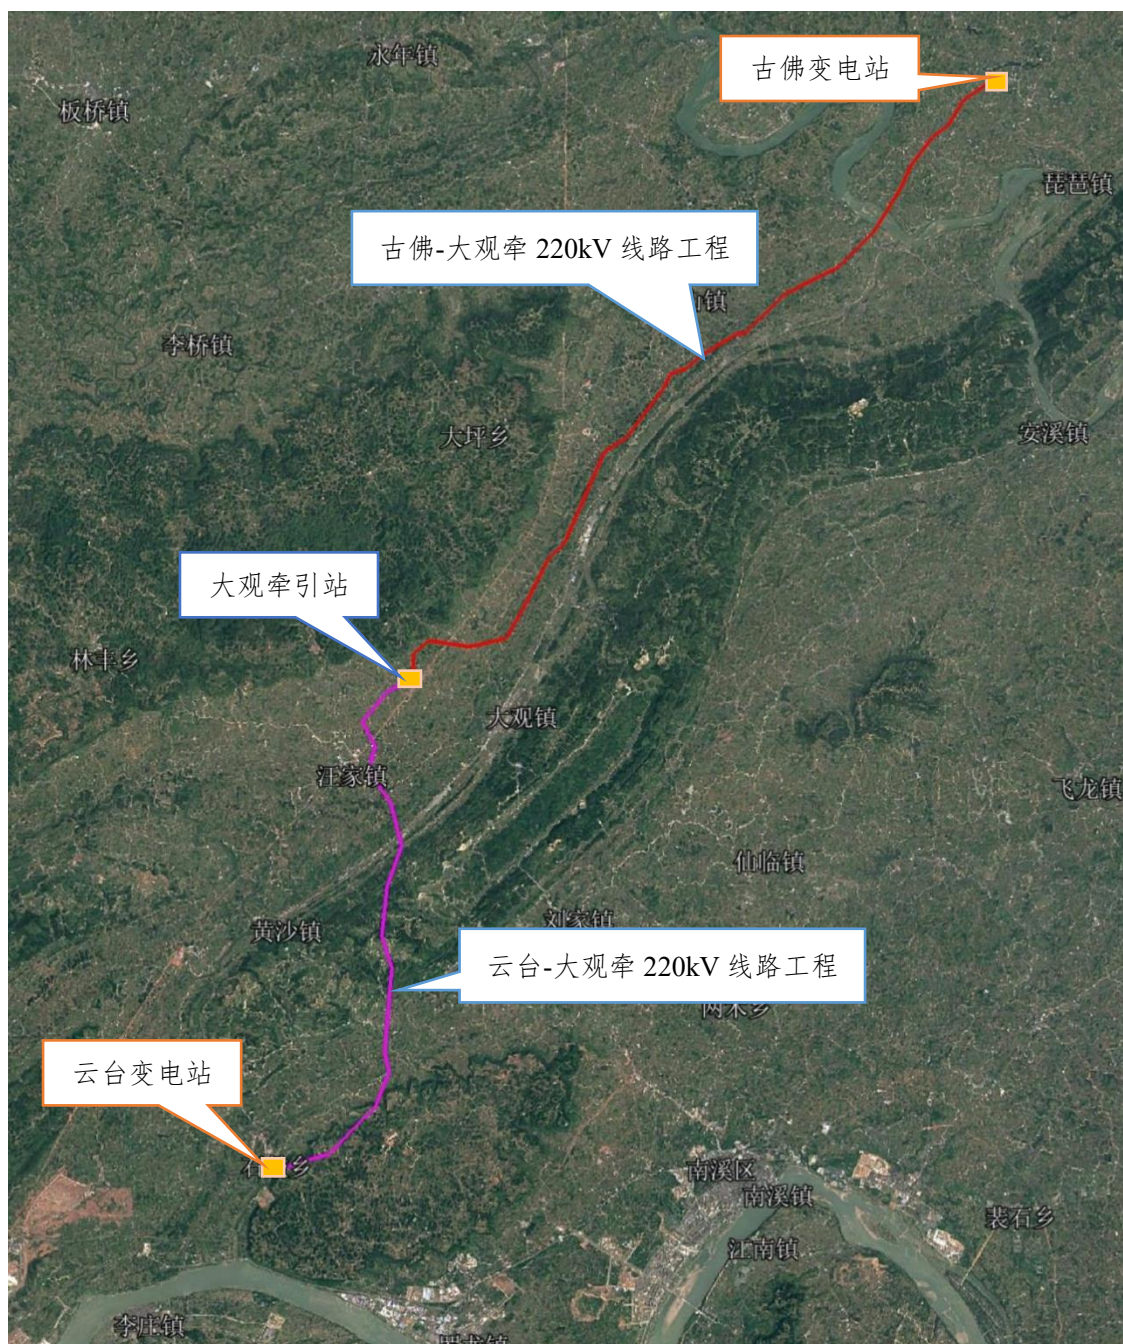 古佛变电站
永年镇
板桥镇
琵琶镇
古佛-大观牵 220kV 线路工程
镇
李桥镇
大坪乡
安溪镇
大观牵引站
林丰乡
大观镇
汪家镇
飞龙镇
仙临镇
刘家镇
黄沙镇
云台-大观牵 220kV 线路工程
云台变电站
乡
南溪区
南溪镇
裴石乡
江南镇
李庄镇